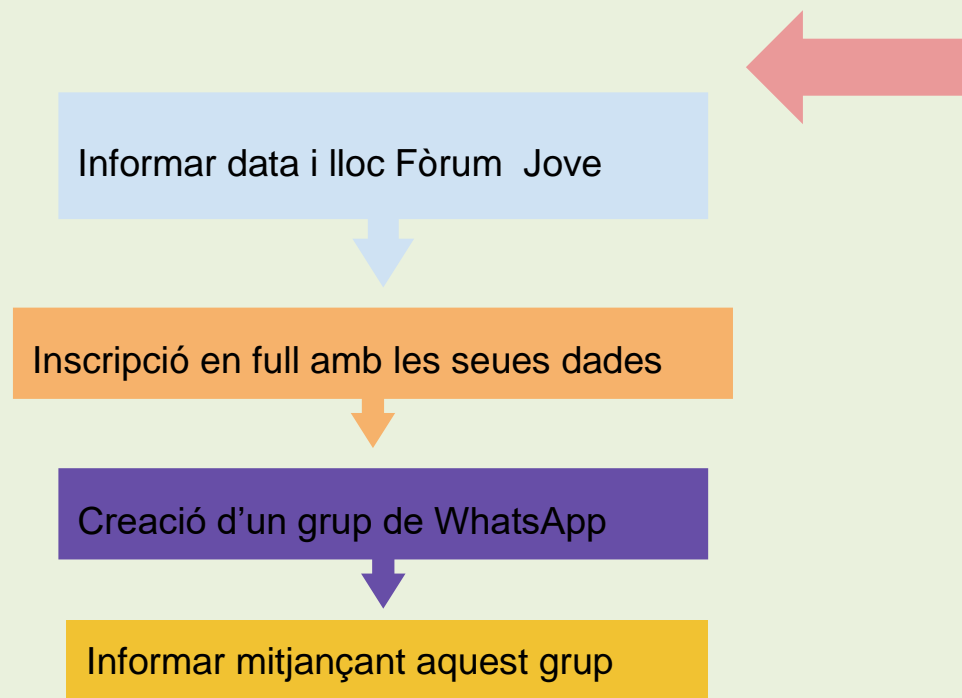 Informar data i lloc Fòrum  Jove
Inscripció en full amb les seues dades
Creació d’un grup de WhatsApp
Informar mitjançant aquest grup